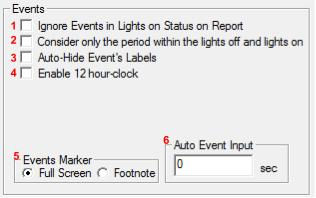 Events
1 Ignore Events in Lights on Status on Report
2 Consider only the period within the lights off and lights on
3 Auto-Hide Event's Labels
4 Enable 12 hour-clock
5 Events Marker
Full Screen Footnote
6 Auto Event Input
0 sec